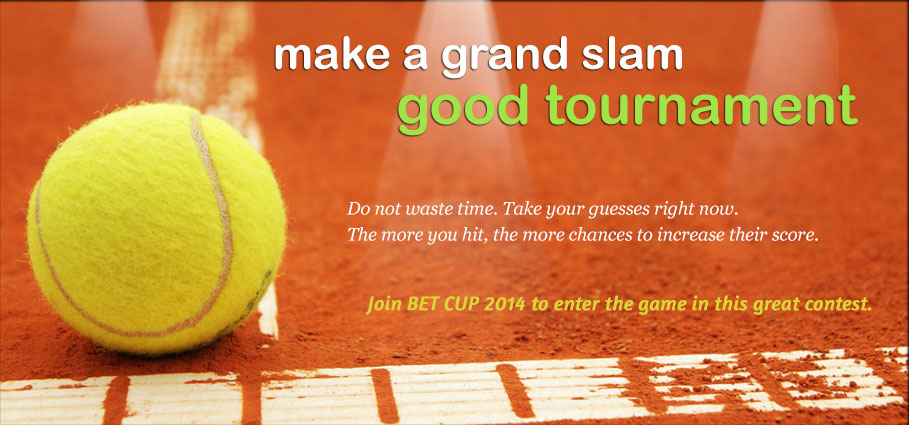 make a grand slam
good tournament
Do not waste time. Take your guesses right now.
The more you hit, the more chances to increase their score.
Join BET CUP 2014 to enter the game in this great contest.